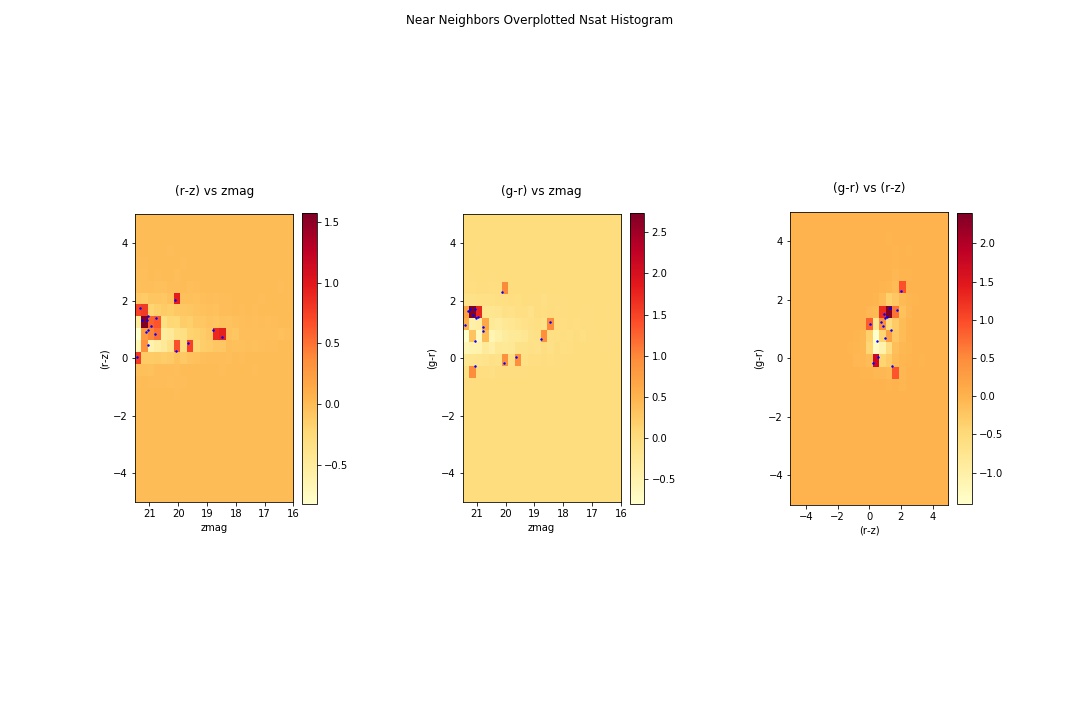 Near Neighbors Overplotted Nsat Histogram
(r-z) vs zmag
4
2
0
−2
−4
(r-z)
21 20 19 18 17 16
zmag
1.5
1.0
0.5
0.0
−0.5
(g-r) vs zmag
4
2
0
−2
−4
(g-r)
21 20 19 18 17 16
zmag
2.5
2.0
1.5
1.0
0.5
0.0
−0.5
(g-r) vs (r-z)
4
2
0
−2
−4
(g-r)
−4 −2 0 2 4
(r-z)
2.0
1.5
1.0
0.5
0.0
−0.5
−1.0